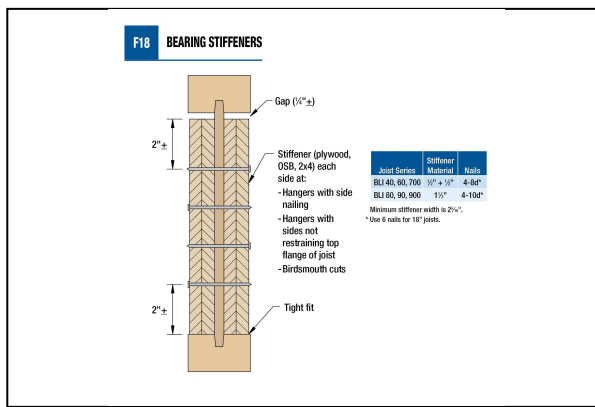 F18 BEARING STIFFENERS
Gap (¼"±)
2"±
Stiffener (plywood,
OSB, 2x4) each
side at:
- Hangers with side
nailing
- Hangers with
sides not
restraining top
flange of joist
- Birdsmouth cuts
2"±
Tight fit
Joist Series Stiffener Material Nails
BLI 40, 60, 700 ½" + ½" 4-8d*
BLI 80, 90, 900 1½" 4-10d*
Minimum stiffener width is 2⁵⁄₁₆".
* Use 6 nails for 18" joists.